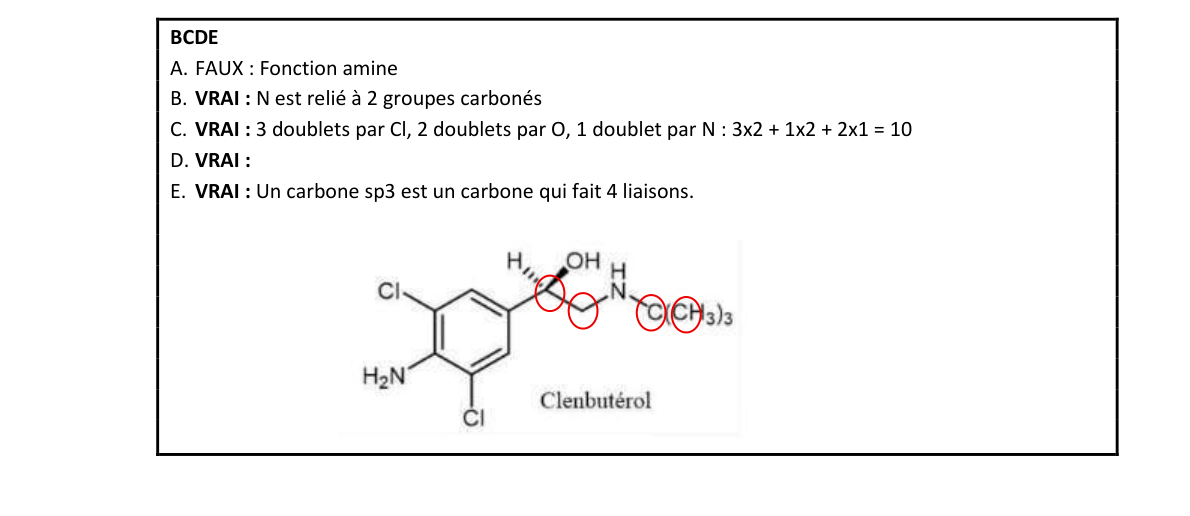 BCDE
A. FAUX : Fonction amine
B. VRAI : N est relié à 2 groupes carbonés
C. VRAI : 3 doublets par Cl, 2 doublets par O, 1 doublet par N : 3x2 + 1x2 + 2x1 = 10
D. VRAI :
E. VRAI : Un carbone sp3 est un carbone qui fait 4 liaisons.
H OH H
Cl N
C(CH₃)₃
H₂N
Clenbutérol
Cl